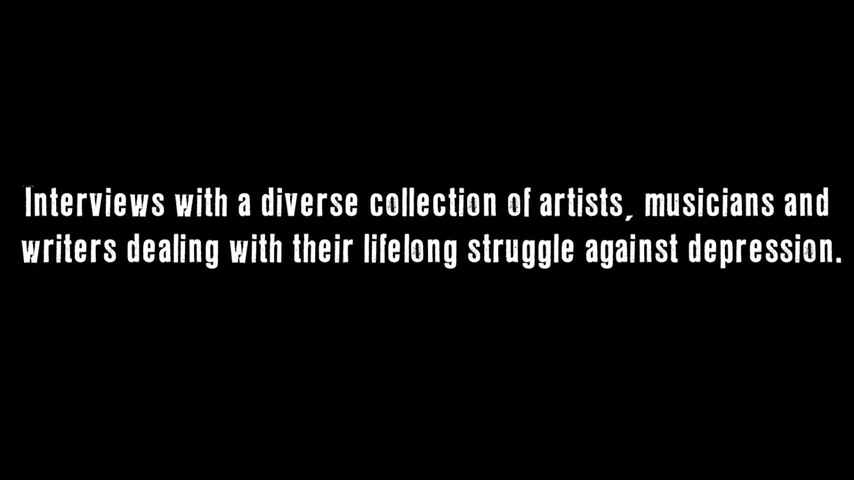 Interviews with a diverse collection of artists, musicians and
writers dealing with their lifelong struggle against depression.